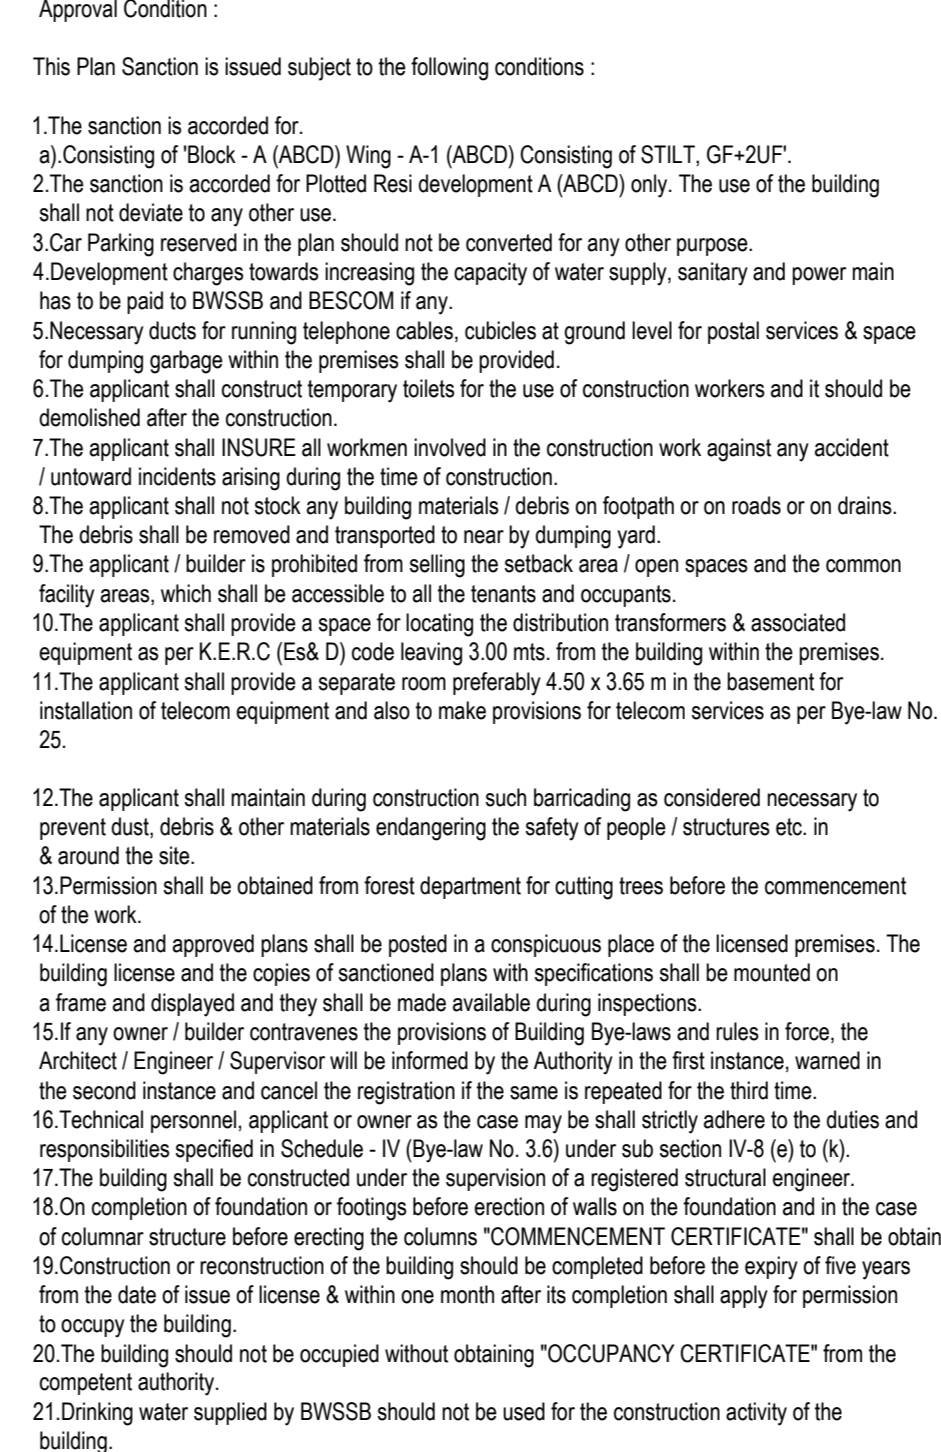 Approval Condition :
This Plan Sanction is issued subject to the following conditions :
1.The sanction is accorded for.
a).Consisting of 'Block - A (ABCD) Wing - A-1 (ABCD) Consisting of STILT, GF+2UF'.
2.The sanction is accorded for Plotted Resi development A (ABCD) only. The use of the building
shall not deviate to any other use.
3.Car Parking reserved in the plan should not be converted for any other purpose.
4.Development charges towards increasing the capacity of water supply, sanitary and power main
has to be paid to BWSSB and BESCOM if any.
5.Necessary ducts for running telephone cables, cubicles at ground level for postal services & space
for dumping garbage within the premises shall be provided.
6.The applicant shall construct temporary toilets for the use of construction workers and it should be
demolished after the construction.
7.The applicant shall INSURE all workmen involved in the construction work against any accident
/ untoward incidents arising during the time of construction.
8.The applicant shall not stock any building materials / debris on footpath or on roads or on drains.
The debris shall be removed and transported to near by dumping yard.
9.The applicant / builder is prohibited from selling the setback area / open spaces and the common
facility areas, which shall be accessible to all the tenants and occupants.
10.The applicant shall provide a space for locating the distribution transformers & associated
equipment as per K.E.R.C (Es& D) code leaving 3.00 mts. from the building within the premises.
11.The applicant shall provide a separate room preferably 4.50 x 3.65 m in the basement for
installation of telecom equipment and also to make provisions for telecom services as per Bye-law No.
25.
12.The applicant shall maintain during construction such barricading as considered necessary to
prevent dust, debris & other materials endangering the safety of people / structures etc. in
& around the site.
13.Permission shall be obtained from forest department for cutting trees before the commencement
of the work.
14.License and approved plans shall be posted in a conspicuous place of the licensed premises. The
building license and the copies of sanctioned plans with specifications shall be mounted on
a frame and displayed and they shall be made available during inspections.
15.If any owner / builder contravenes the provisions of Building Bye-laws and rules in force, the
Architect / Engineer / Supervisor will be informed by the Authority in the first instance, warned in
the second instance and cancel the registration if the same is repeated for the third time.
16.Technical personnel, applicant or owner as the case may be shall strictly adhere to the duties and
responsibilities specified in Schedule - IV (Bye-law No. 3.6) under sub section IV-8 (e) to (k).
17.The building shall be constructed under the supervision of a registered structural engineer.
18.On completion of foundation or footings before erection of walls on the foundation and in the case
of columnar structure before erecting the columns "COMMENCEMENT CERTIFICATE" shall be obtain
19.Construction or reconstruction of the building should be completed before the expiry of five years
from the date of issue of license & within one month after its completion shall apply for permission
to occupy the building.
20.The building should not be occupied without obtaining "OCCUPANCY CERTIFICATE" from the
competent authority.
21.Drinking water supplied by BWSSB should not be used for the construction activity of the
building.